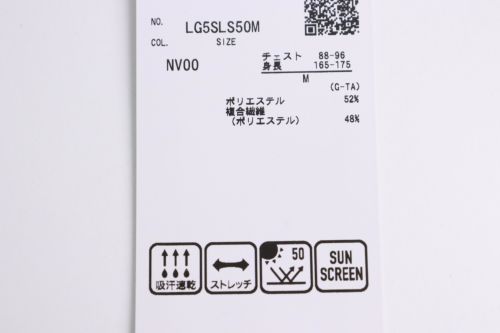 NO. LG5SLS50M
COL. SIZE
NV00 チェスト 88-96
身長 165-175
M
(G-TA)
ポリエステル 52%
複合繊維
(ポリエステル) 48%
吸汗速乾
ストレッチ
50
SUN
SCREEN